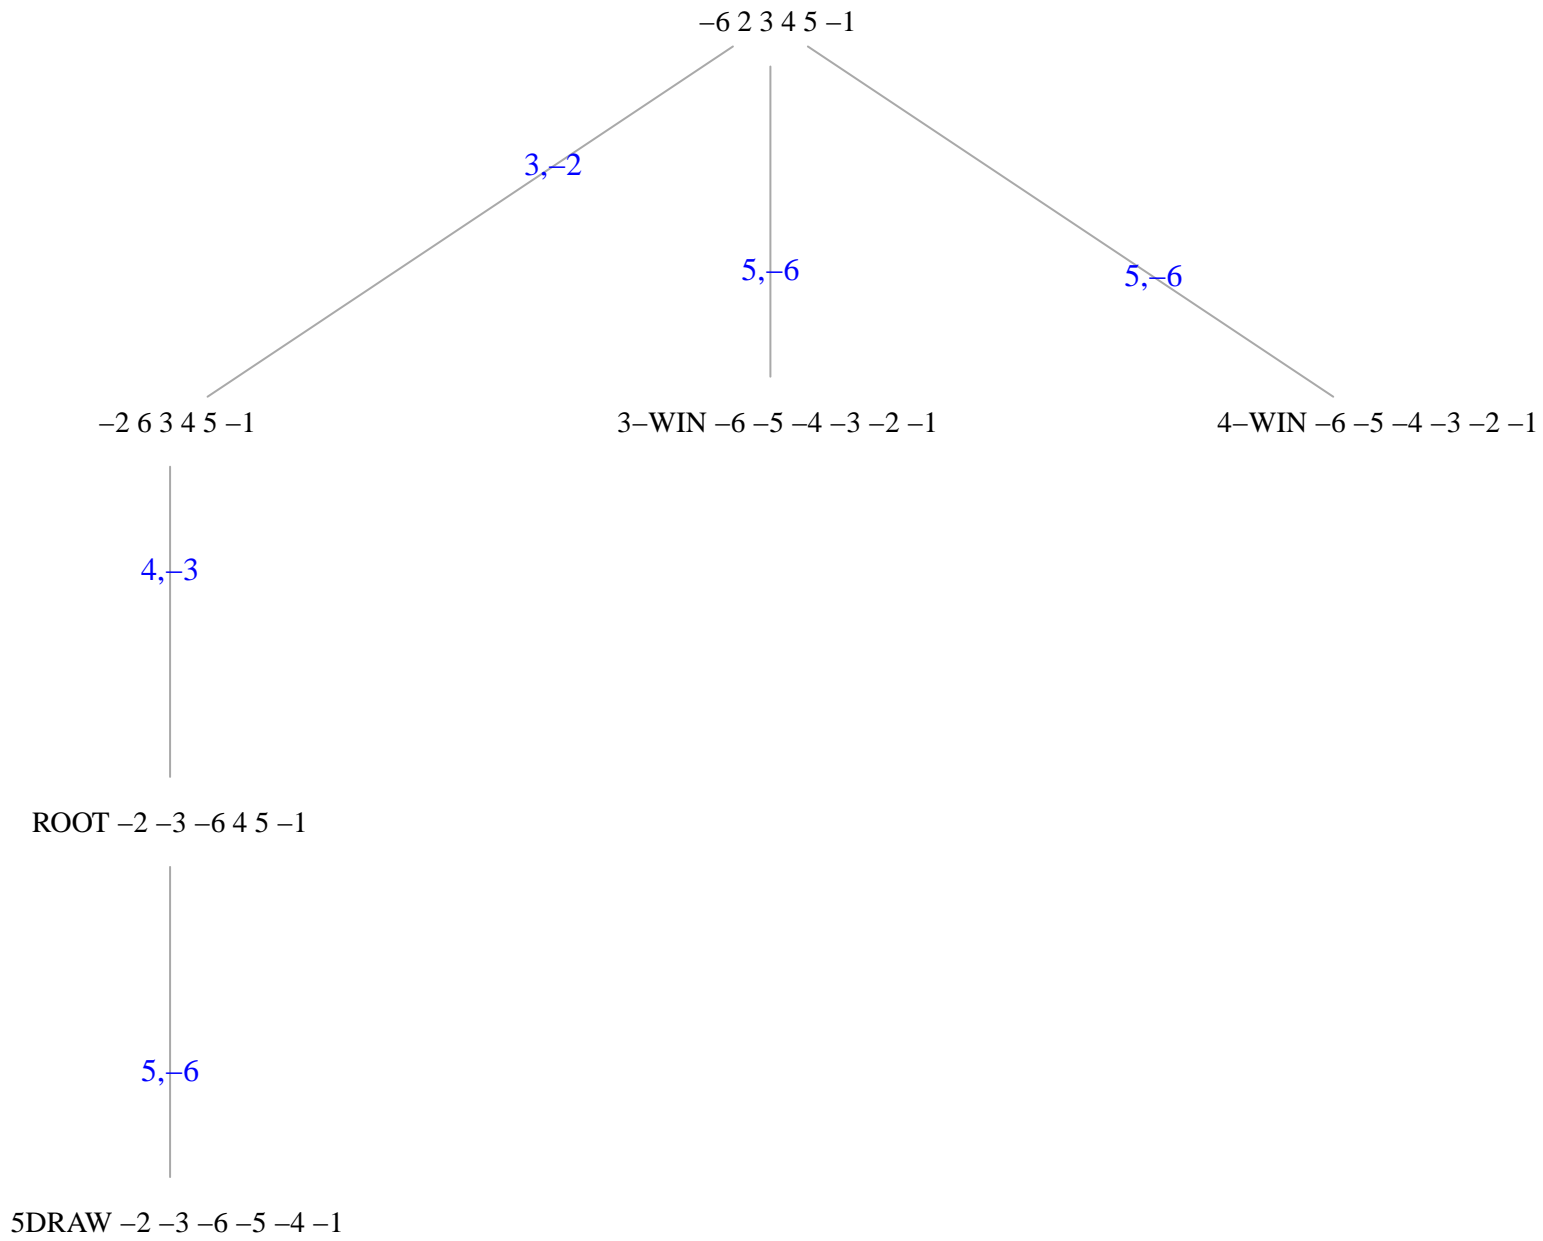 –6 2 3 4 5 –1
3,–2
5,–6
5,–6
–2 6 3 4 5 –1
3–WIN –6 –5 –4 –3 –2 –1
4–WIN –6 –5 –4 –3 –2 –1
4,–3
ROOT –2 –3 –6 4 5 –1
5,–6
5DRAW –2 –3 –6 –5 –4 –1